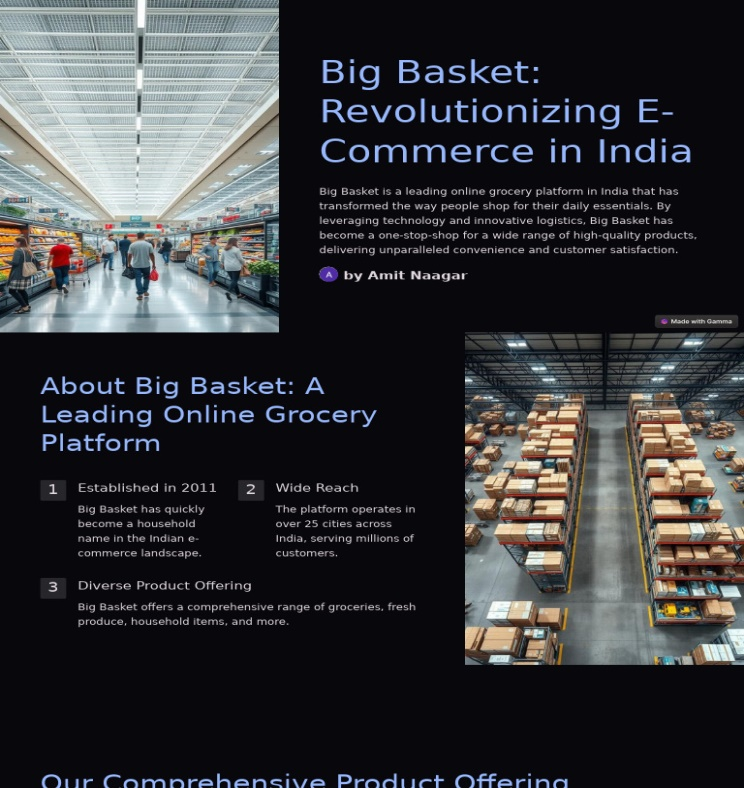 Big Basket:
Revolutionizing E-
Commerce in India
Big Basket is a leading online grocery platform in India that has
transformed the way people shop for their daily essentials. By
leveraging technology and innovative logistics, Big Basket has
become a one-stop-shop for a wide range of high-quality products,
delivering unparalleled convenience and customer satisfaction.
A by Amit Naagar
Made with Gamma
About Big Basket: A
Leading Online Grocery
Platform
1 Established in 2011
Big Basket has quickly
become a household
name in the Indian e-
commerce landscape.
2 Wide Reach
The platform operates in
over 25 cities across
India, serving millions of
customers.
3 Diverse Product Offering
Big Basket offers a comprehensive range of groceries, fresh
produce, household items, and more.
Our Comprehensive Product Offering